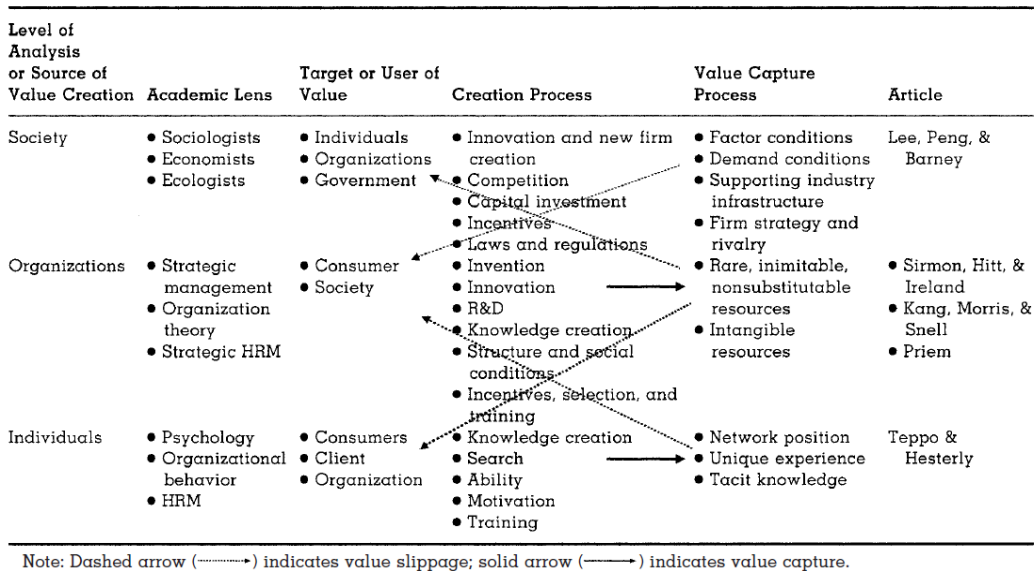 Level of
Analysis
or Source of Target or User of Value Capture
Value Creation Academic Lens Value Creation Process Process Article
Society ● Sociologists ● Individuals ● Innovation and new firm ● Factor conditions Lee, Peng, &
● Economists ● Organizations creation ● Demand conditions Barney
● Ecologists ● Government ● Competition ● Supporting industry
● Capital investment infrastructure
● Incentives ● Firm strategy and
● Laws and regulations rivalry
Organizations ● Strategic ● Consumer ● Invention ● Rare, inimitable, ● Sirmon, Hitt, &
management ● Society ● Innovation nonsubstitutable Ireland
● Organization ● R&D resources ● Kang, Morris, &
theory ● Knowledge creation ● Intangible Snell
● Strategic HRM ● Structure and social resources ● Priem
conditions
● Incentives, selection, and
training
Individuals ● Psychology ● Consumers ● Knowledge creation ● Network position Teppo &
● Organizational ● Client ● Search ● Unique experience Hesterly
behavior ● Organization ● Ability ● Tacit knowledge
● HRM ● Motivation
● Training
Note: Dashed arrow (┈┈►) indicates value slippage; solid arrow (──►) indicates value capture.